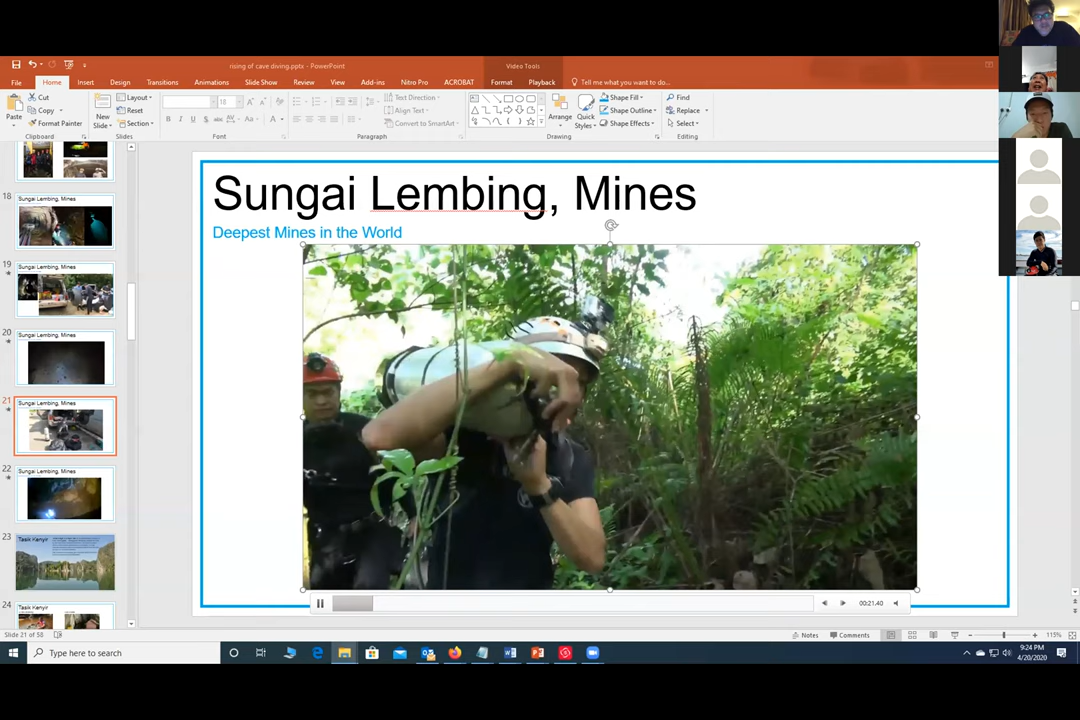 rising of cave diving.pptx - PowerPoint
Video Tools
File Home Insert Design Transitions Animations Slide Show Review View Add-ins Nitro Pro ACROBAT Format Playback Tell me what you want to do...
Paste
Cut
Copy
Format Painter
Clipboard
New Slide
Layout
Reset
Section
Slides
18
B I U S abc AV Aa A
Font
Text Direction
Align Text
Convert to SmartArt
Paragraph
Arrange
Quick Styles
Shape Fill
Shape Outline
Shape Effects
Drawing
Find
Replace
Select
Editing
18
Sungai Lembing, Mines
19
Sungai Lembing, Mines
20
Sungai Lembing, Mines
21
Sungai Lembing, Mines
22
Sungai Lembing, Mines
23
Tasik Kenyir
24
Tasik Kenyir
Sungai Lembing, Mines
Deepest Mines in the World
00:21.40
Slide 21 of 58
Notes Comments 115%
Type here to search
9:24 PM
4/20/2020